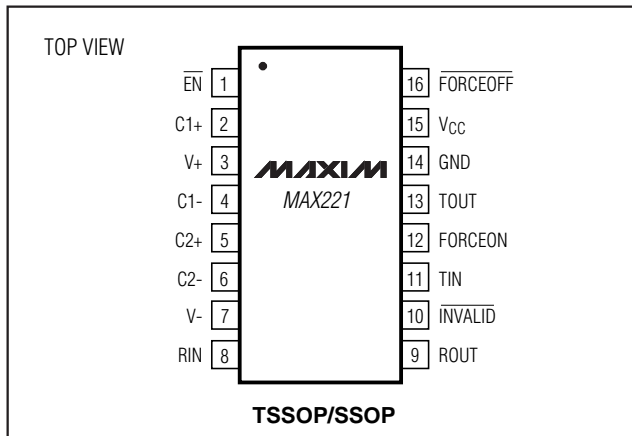 TOP VIEW
EN 1
C1+ 2
V+ 3
C1- 4
C2+ 5
C2- 6
V- 7
RIN 8
MAXIM
MAX221
16 FORCEOFF
15 VCC
14 GND
13 TOUT
12 FORCEON
11 TIN
10 INVALID
9 ROUT
TSSOP/SSOP